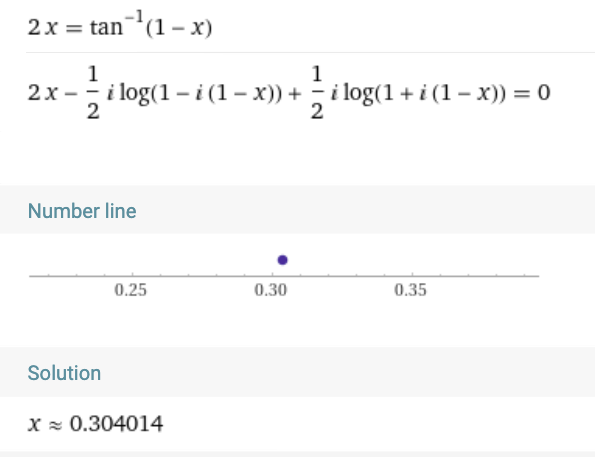 2 x = tan⁻¹(1 − x)
2 x − 1/2 i log(1 − i (1 − x)) + 1/2 i log(1 + i (1 − x)) = 0
Number line
0.25 0.30 0.35
Solution
x ≈ 0.304014